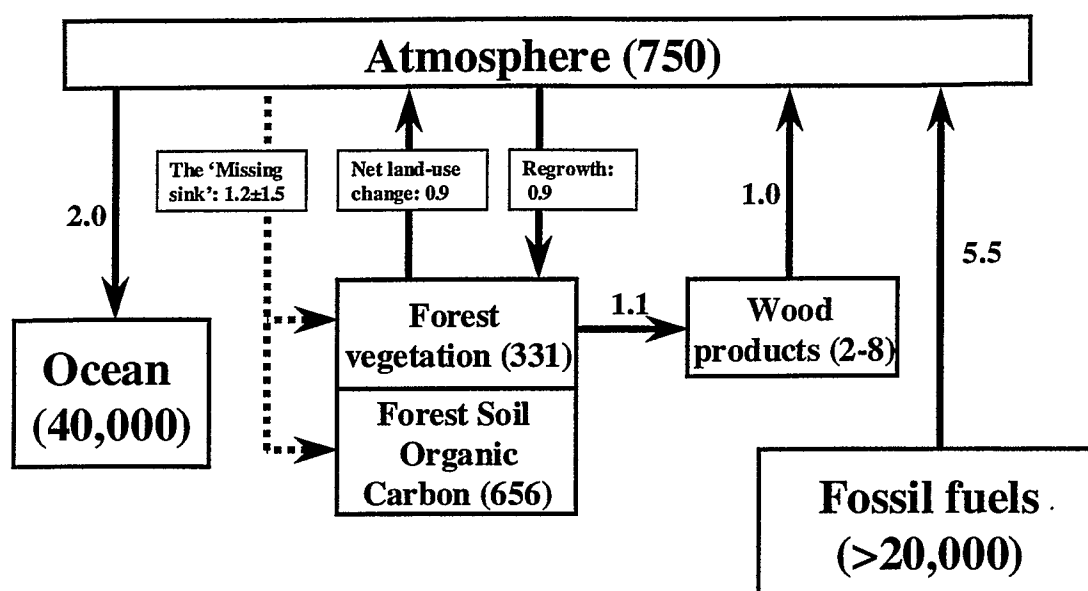 Atmosphere (750)
The ‘Missing
sink’: 1.2±1.5
Net land-use
change: 0.9
Regrowth:
0.9
2.0
1.0
5.5
1.1
Ocean
(40,000)
Forest
vegetation (331)
Forest Soil
Organic
Carbon (656)
Wood
products (2-8)
Fossil fuels
(>20,000)